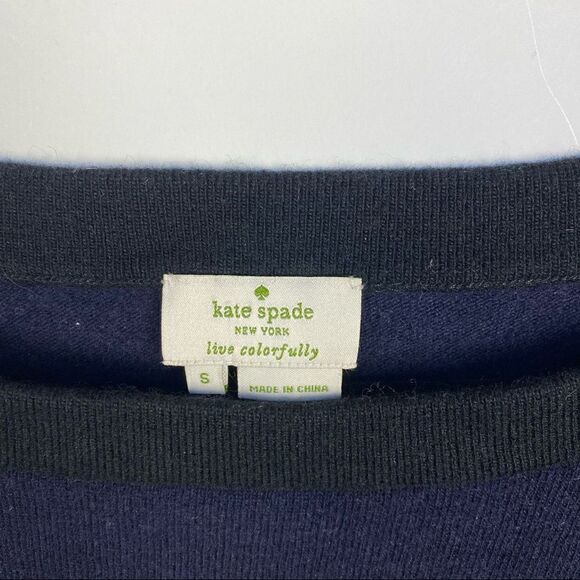 kate spade
NEW YORK
live colorfully
S
MADE IN CHINA